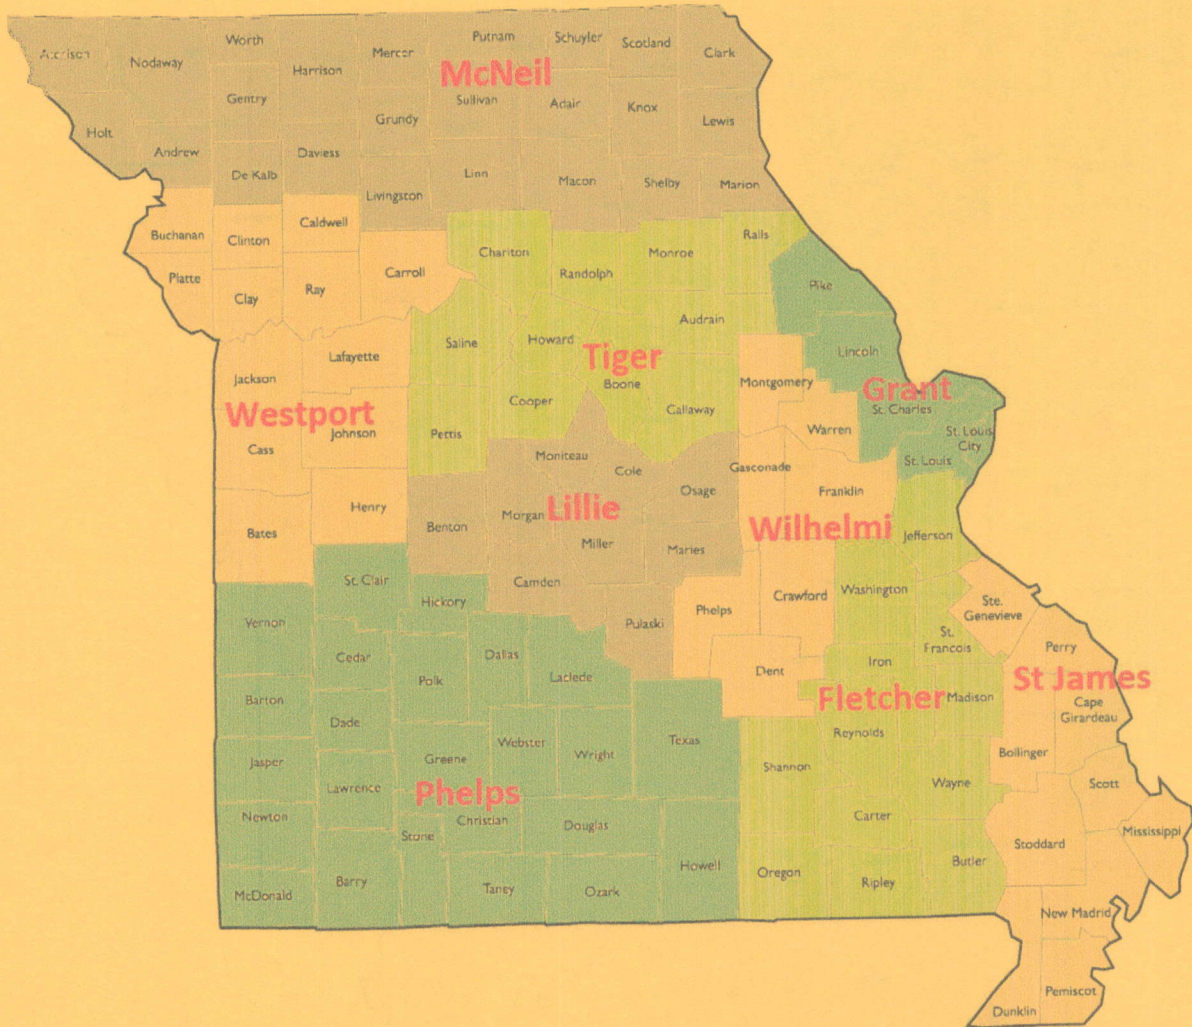 Worth
Putnam
Schuyler
Scotland
Atchison
Nodaway
Harrison
Mercer
Clark
McNeil
Gentry
Sullivan
Adair
Knox
Grundy
Lewis
Holt
Andrew
Daviess
De Kalb
Linn
Macon
Shelby
Marion
Livingston
Buchanan
Clinton
Caldwell
Chariton
Monroe
Ralls
Platte
Clay
Ray
Carroll
Randolph
Pike
Audrain
Saline
Howard
Lafayette
Tiger
Lincoln
Jackson
Boone
Montgomery
Grant
Westport
Cooper
Callaway
St. Charles
Johnson
Pettis
Warren
St. Louis
City
Cass
Moniteau
Cole
Gasconade
St. Louis
Osage
Franklin
Henry
Morgan
Lillie
Bates
Benton
Wilhelmi
Jefferson
Miller
Maries
St. Clair
Camden
Hickory
Phelps
Crawford
Washington
Ste.
Genevieve
Vernon
Pulaski
St.
Francois
Perry
Cedar
Dallas
Iron
Polk
Laclede
Dent
St James
Barton
Fletcher
Madison
Cape
Girardeau
Dade
Webster
Texas
Reynolds
Greene
Wright
Bollinger
Jasper
Shannon
Lawrence
Phelps
Wayne
Scott
Newton
Christian
Douglas
Carter
Stone
Mississippi
Stoddard
Howell
Butler
McDonald
Barry
Taney
Ozark
Oregon
Ripley
New Madrid
Pemiscot
Dunklin